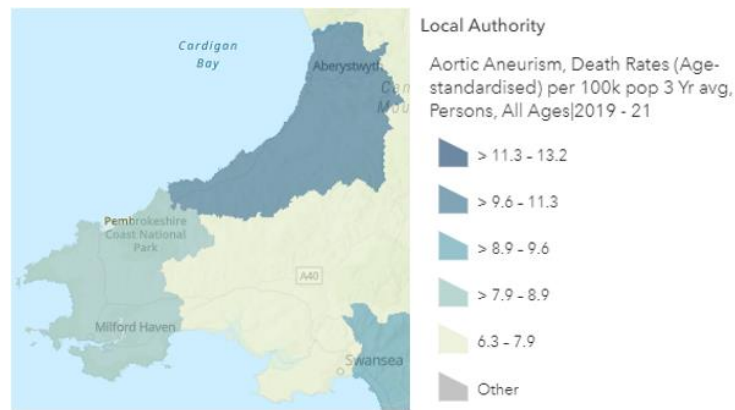 Cardigan
Bay
Aberystwyth
Pembrokeshire
Coast National
Park
A40
Milford Haven
Swansea
Local Authority
Aortic Aneurism, Death Rates (Age-
standardised) per 100k pop 3 Yr avg,
Persons, All Ages|2019 - 21
> 11.3 - 13.2
> 9.6 - 11.3
> 8.9 - 9.6
> 7.9 - 8.9
6.3 - 7.9
Other